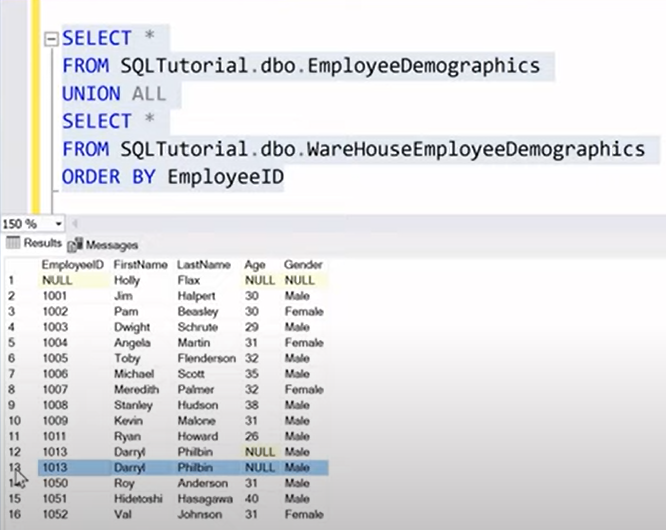 SELECT *
FROM SQLTutorial.dbo.EmployeeDemographics
UNION ALL
SELECT *
FROM SQLTutorial.dbo.WareHouseEmployeeDemographics
ORDER BY EmployeeID
150 %
Results Messages
EmployeeID FirstName LastName Age Gender
1 NULL Holly Flax NULL NULL
2 1001 Jim Halpert 30 Male
3 1002 Pam Beasley 30 Female
4 1003 Dwight Schrute 29 Male
5 1004 Angela Martin 31 Female
6 1005 Toby Flenderson 32 Male
7 1006 Michael Scott 35 Male
8 1007 Meredith Palmer 32 Female
9 1008 Stanley Hudson 38 Male
10 1009 Kevin Malone 31 Male
11 1011 Ryan Howard 26 Male
12 1013 Darryl Philbin NULL Male
13 1013 Darryl Philbin NULL Male
1050 Roy Anderson 31 Male
15 1051 Hidetoshi Hasagawa 40 Male
16 1052 Val Johnson 31 Female